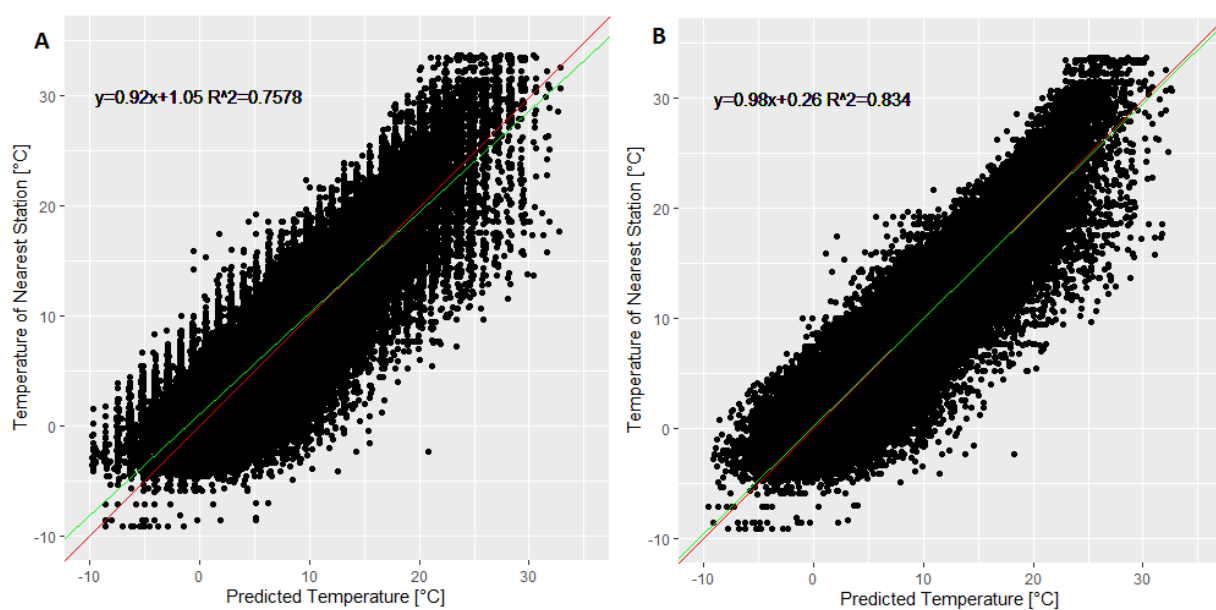 A
y=0.92x+1.05 R^2=0.7578
30
20
10
0
-10
-10 0 10 20 30
Predicted Temperature [°C]
Temperature of Nearest Station [°C]
B
y=0.98x+0.26 R^2=0.834
30
20
10
0
-10
-10 0 10 20 30
Predicted Temperature [°C]
Temperature of Nearest Station [°C]